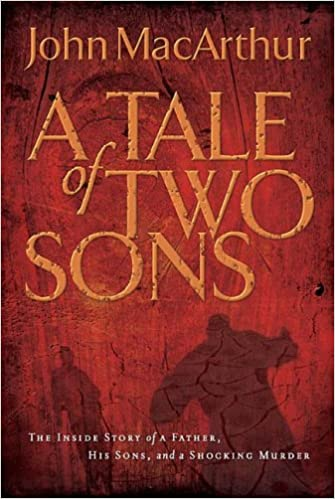 John MacArthur
A TALE
of TWO
SONS
THE INSIDE STORY of A FATHER,
HIS SONS, and A SHOCKING MURDER